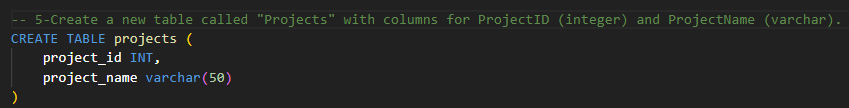 -- 5-Create a new table called "Projects" with columns for ProjectID (integer) and ProjectName (varchar).
CREATE TABLE projects (
    project_id INT,
    project_name varchar(50)
)